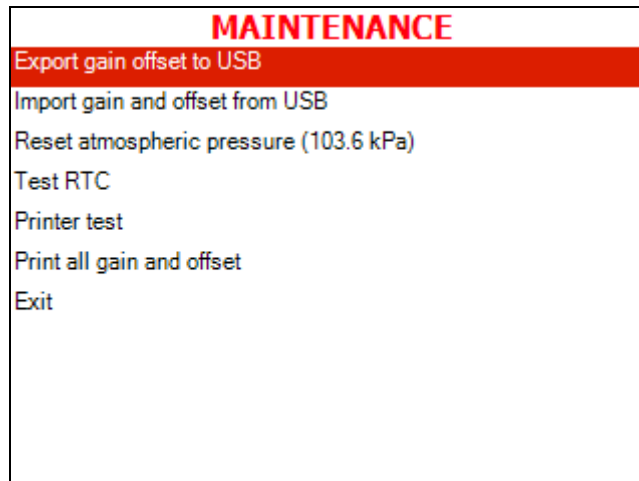 MAINTENANCE
Export gain offset to USB
Import gain and offset from USB
Reset atmospheric pressure (103.6 kPa)
Test RTC
Printer test
Print all gain and offset
Exit